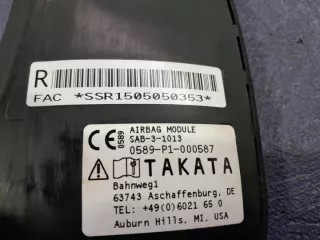 R
FAC *SSR1505050353*
CE 0589
AIRBAG MODULE
SAB-3-1013
0589-P1-000587
TAKATA
Bahnweg1
63743 Aschaffenburg, DE
TEL: +49(0)6021 65 0
Auburn Hills, MI, USA